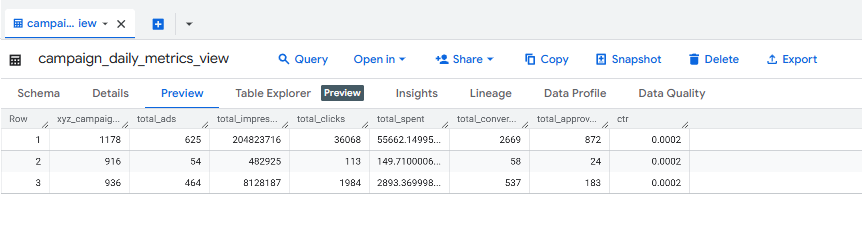 campai... iew
campaign_daily_metrics_view Query Open in Share Copy Snapshot Delete Export
Schema Details Preview Table Explorer Preview Insights Lineage Data Profile Data Quality
Row xyz_campaig... total_ads total_impres... total_clicks total_spent total_conver... total_approv... ctr
1 1178 625 204823716 36068 55662.14995... 2669 872 0.0002
2 916 54 482925 113 149.7100006... 58 24 0.0002
3 936 464 8128187 1984 2893.369998... 537 183 0.0002